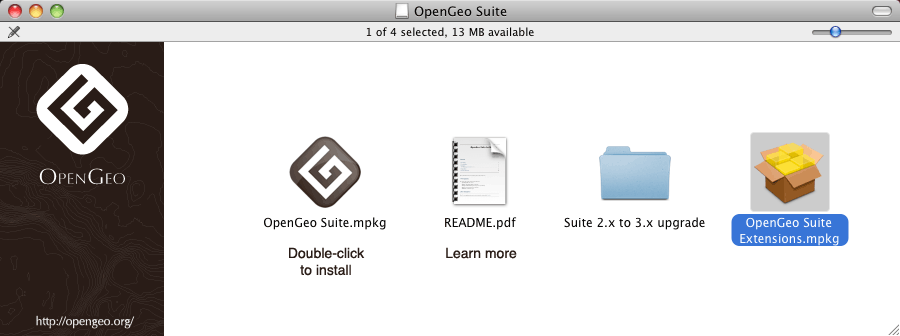 OpenGeo Suite
1 of 4 selected, 13 MB available
OPENGEO
OpenGeo Suite.mpkg
README.pdf
Suite 2.x to 3.x upgrade
OpenGeo Suite
Extensions.mpkg
Double-click
to install
Learn more
http://opengeo.org/